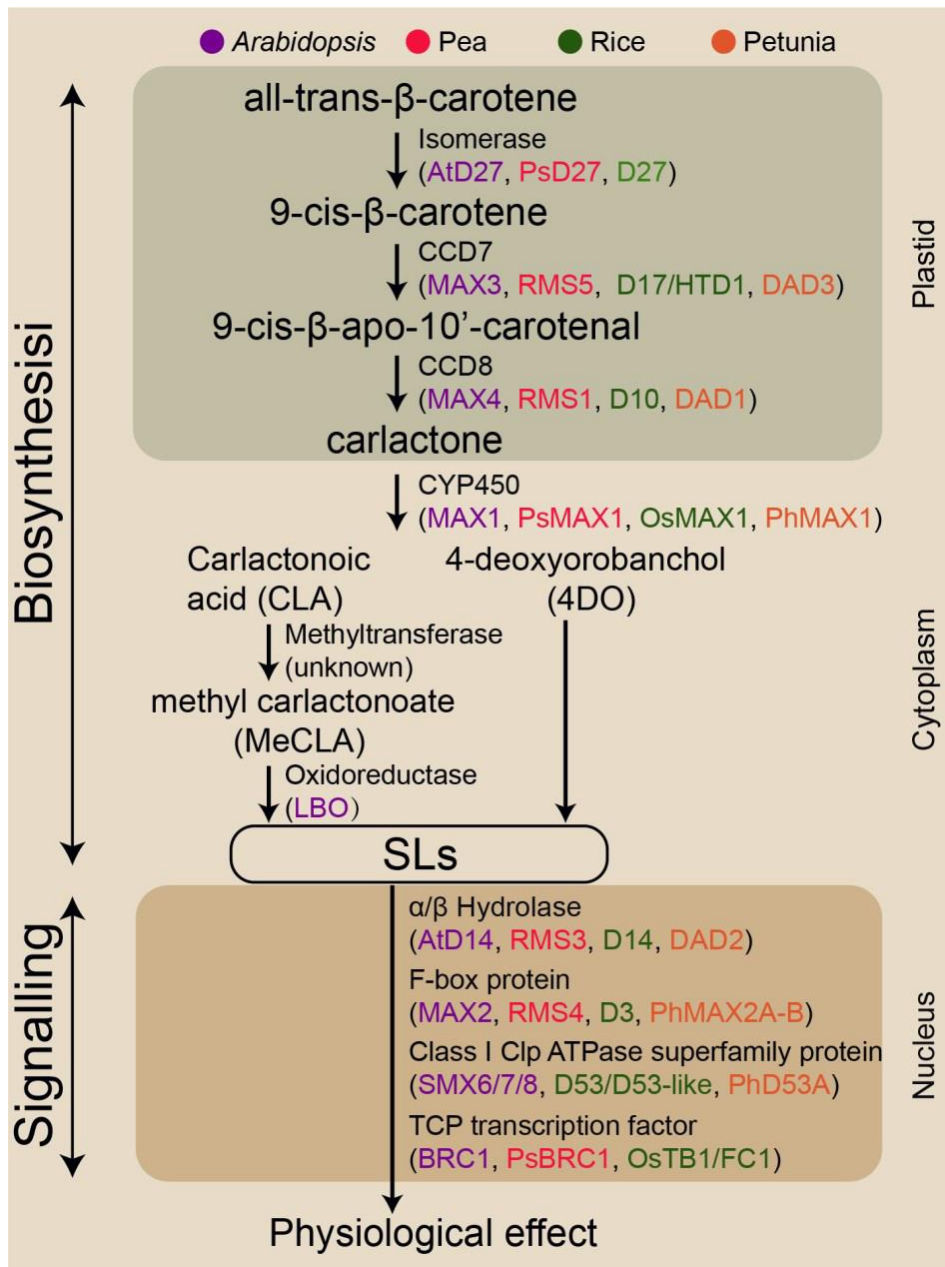 Arabidopsis Pea Rice Petunia
all-trans-β-carotene
Isomerase
(AtD27, PsD27, D27)
9-cis-β-carotene
CCD7
(MAX3, RMS5, D17/HTD1, DAD3)
9-cis-β-apo-10’-carotenal
CCD8
(MAX4, RMS1, D10, DAD1)
carlactone
Plastid
CYP450
(MAX1, PsMAX1, OsMAX1, PhMAX1)
Carlactonoic
acid (CLA)
4-deoxyorobanchol
(4DO)
Methyltransferase
(unknown)
methyl carlactonoate
(MeCLA)
Oxidoreductase
(LBO)
Cytoplasm
SLs
Biosynthesisi
α/β Hydrolase
(AtD14, RMS3, D14, DAD2)
F-box protein
(MAX2, RMS4, D3, PhMAX2A-B)
Class I Clp ATPase superfamily protein
(SMX6/7/8, D53/D53-like, PhD53A)
TCP transcription factor
(BRC1, PsBRC1, OsTB1/FC1)
Nucleus
Signalling
Physiological effect